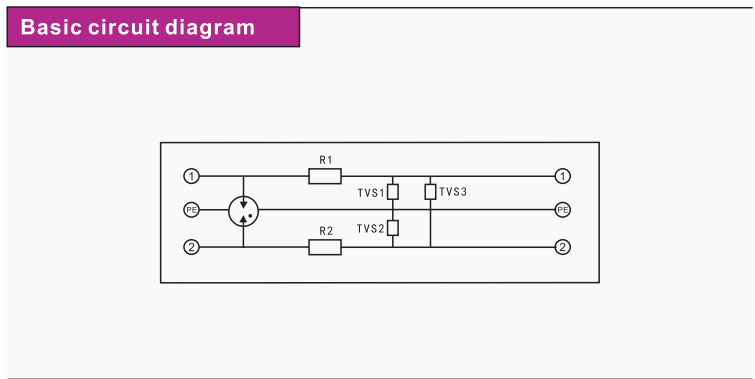 Basic circuit diagram
R1
1 1
TVS1 TVS3
PE PE
R2
TVS2
2 2